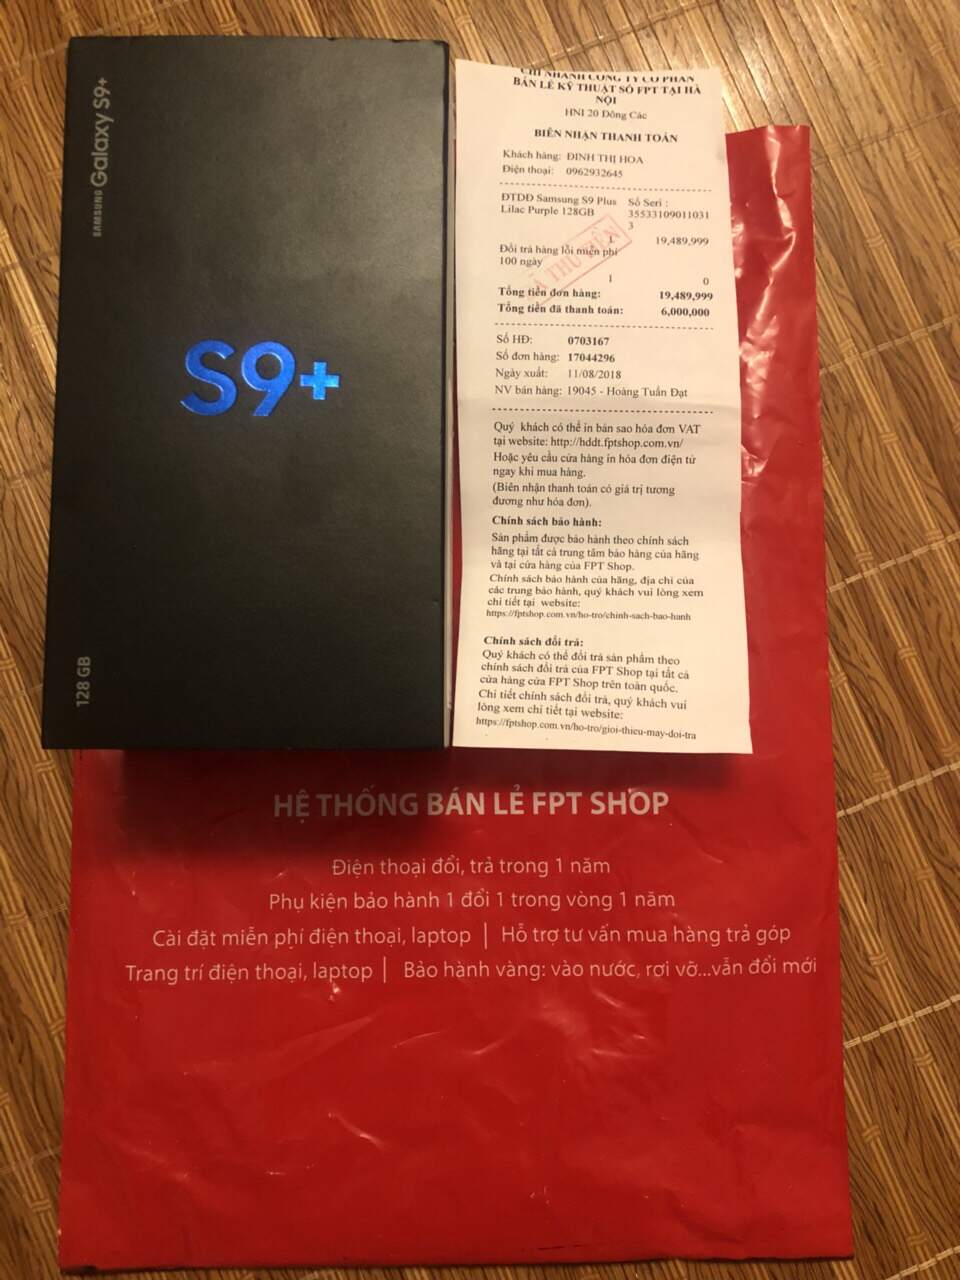 SAMSUNG Galaxy S9+
S9+
128 GB
CHI NHÁNH CÔNG TY CỔ PHẦN
BÁN LẺ KỸ THUẬT SỐ FPT TẠI HÀ
NỘI
HNI 20 Đông Các
BIÊN NHẬN THANH TOÁN
Khách hàng: ĐINH THỊ HOA
Điện thoại: 0962932645
ĐTDĐ Samsung S9 Plus Số Seri :
Lilac Purple 128GB 35533109011031
3
1 19,489,999
Đổi trả hàng lỗi miễn phí
100 ngày
THU TIỀN
1 0
Tổng tiền đơn hàng: 19,489,999
Tổng tiền đã thanh toán: 6,000,000
Số HĐ: 0703167
Số đơn hàng: 17044296
Ngày xuất: 11/08/2018
NV bán hàng: 19045 - Hoàng Tuấn Đạt
Quý khách có thể in bản sao hóa đơn VAT
tại website: http://hddt.fptshop.com.vn/
Hoặc yêu cầu cửa hàng in hóa đơn điện tử
ngay khi mua hàng.
(Biên nhận thanh toán có giá trị tương
đương như hóa đơn).
Chính sách bảo hành:
Sản phẩm được bảo hành theo chính sách
hãng tại tất cả trung tâm bảo hàng của hãng
và tại cửa hàng của FPT Shop.
Chính sách bảo hành của hãng, địa chỉ của
các trung bảo hành, quý khách vui lòng xem
chi tiết tại website:
https://fptshop.com.vn/ho-tro/chinh-sach-bao-hanh
Chính sách đổi trả:
Quý khách có thể đổi trả sản phẩm theo
chính sách đổi trả của FPT Shop tại tất cả
cửa hàng cửa FPT Shop trên toàn quốc.
Chi tiết chính sách đổi trả, quý khách vui
lòng xem chi tiết tại website:
https://fptshop.com.vn/ho-tro/gioi-thieu-may-doi-tra
HỆ THỐNG BÁN LẺ FPT SHOP
Điện thoại đổi, trả trong 1 năm
Phụ kiện bảo hành 1 đổi 1 trong vòng 1 năm
Cài đặt miễn phí điện thoại, laptop | Hỗ trợ tư vấn mua hàng trả góp
Trang trí điện thoại, laptop | Bảo hành vàng: vào nước, rơi vỡ...vẫn đổi mới